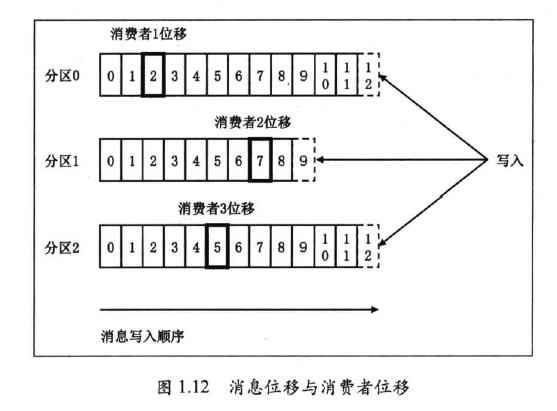 消费者1位移
分区0 0 1 2 3 4 5 6 7 8 9 10 11 12
消费者2位移
分区1 0 1 2 3 4 5 6 7 8 9 写入
消费者3位移
分区2 0 1 2 3 4 5 6 7 8 9 10 11 12
消息写入顺序
图 1.12 消息位移与消费者位移